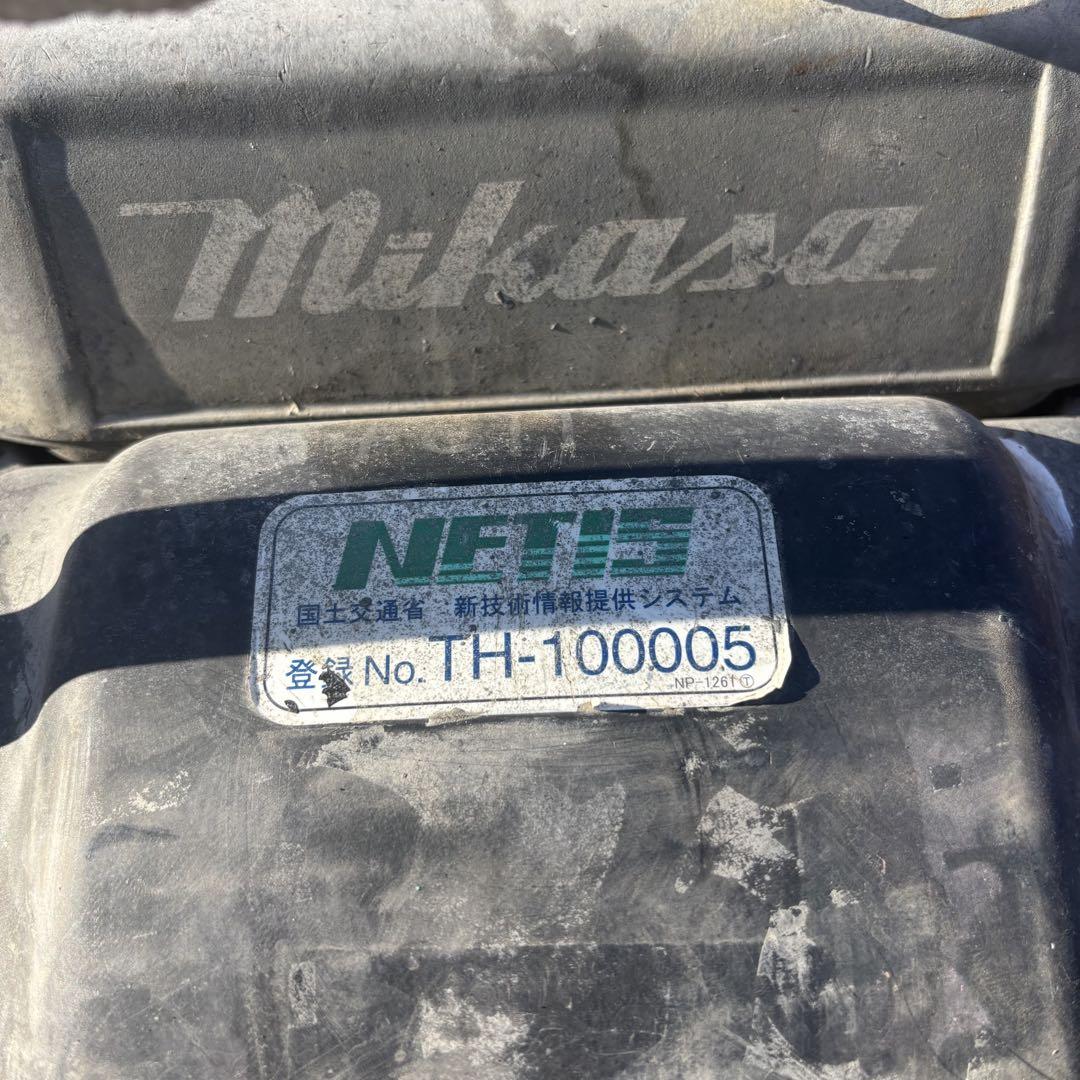 Mikasa
NETIS
国土交通省 新技術情報提供システム
登録 No. TH-100005
NP-1261 Ⓣ